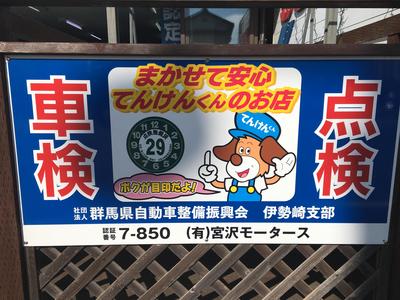 認定
まかせて安心
てんけんくんのお店
車検
点検
てんけんくん
29
ボクが目印だよ!
社団法人 群馬県自動車整備振興会 伊勢崎支部
認証番号 7-850 (有)宮沢モータース